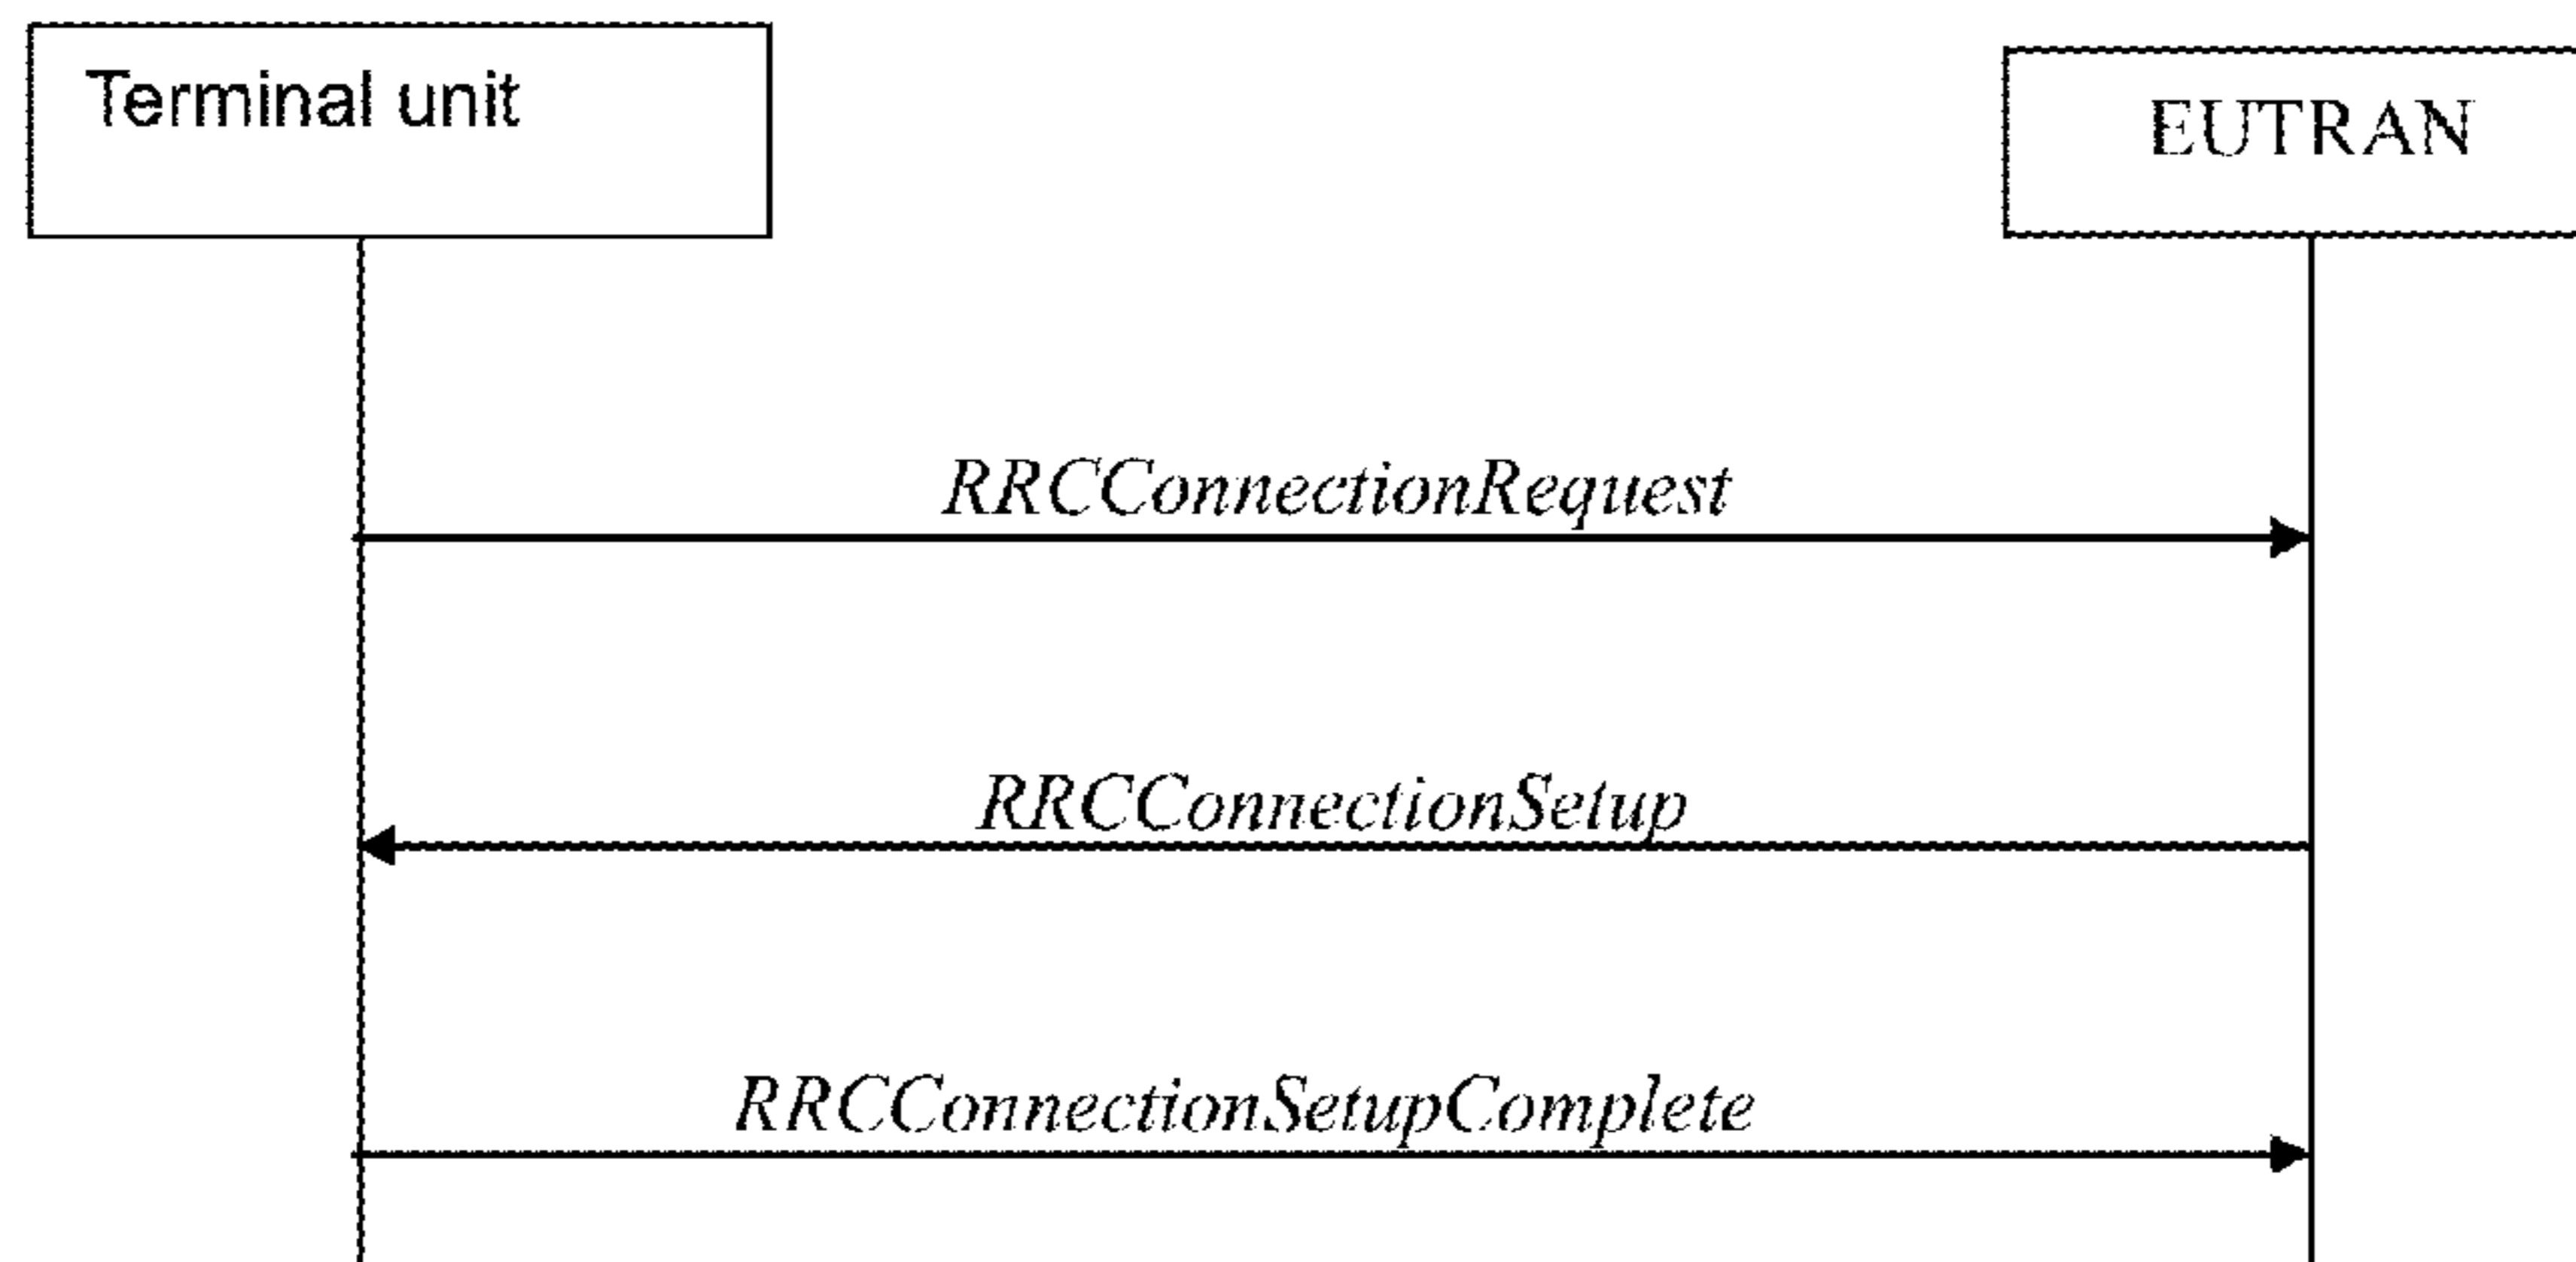 Terminal unit
EUTRAN
RRCConnectionRequest
RRCConnectionSetup
RRCConnectionSetupComplete